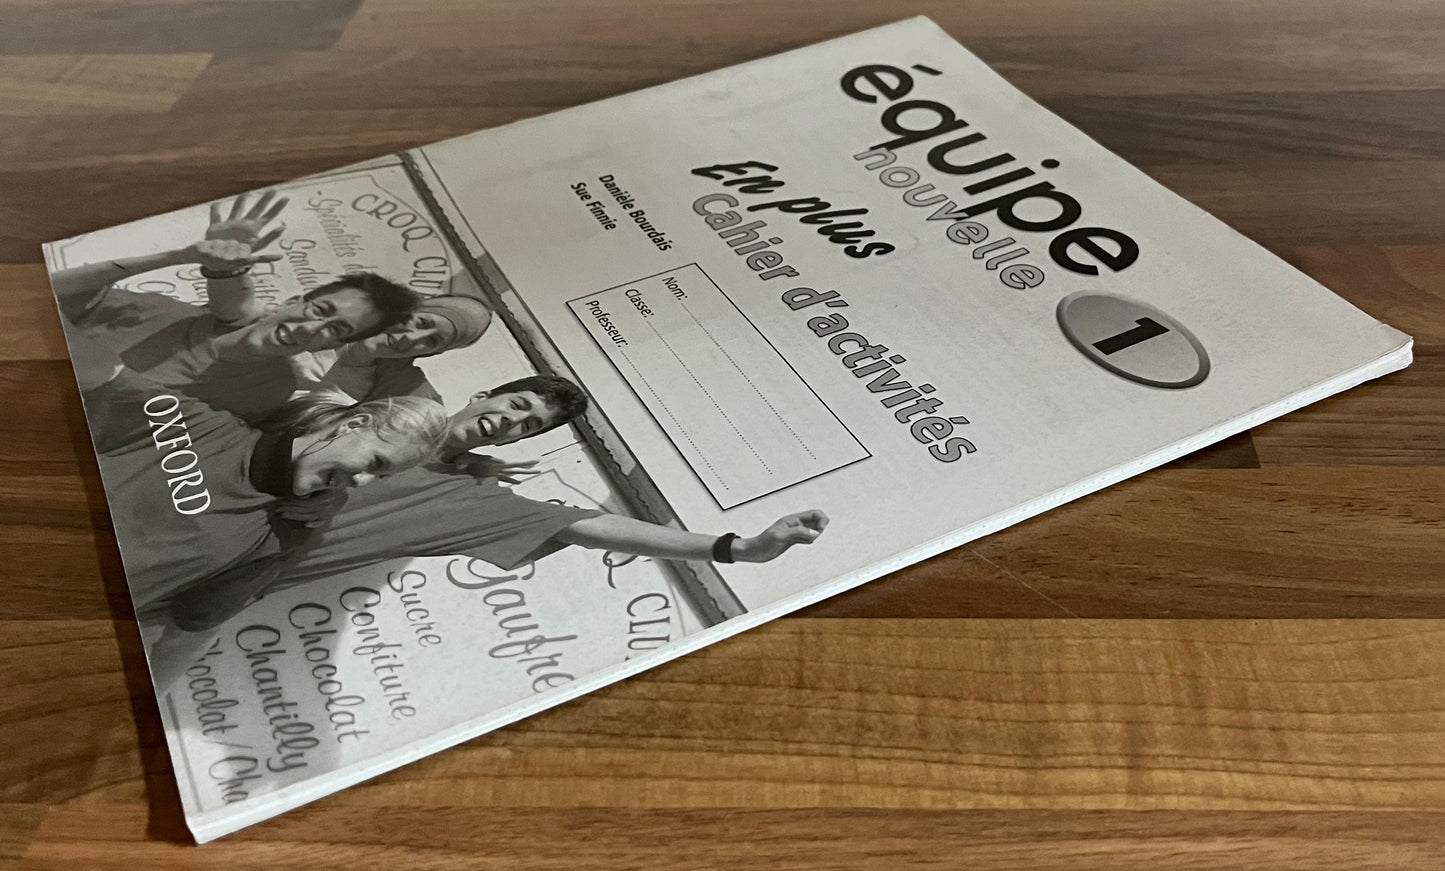 équipe
nouvelle
1
En plus
Cahier d'activités
Danièle Bourdais
Sue Finnie
Nom:
Classe:
Professeur:
OXFORD
CROQ
Spécialités
CLU
Gaufre
Sucre
Confiture
Chocolat
Chantilly